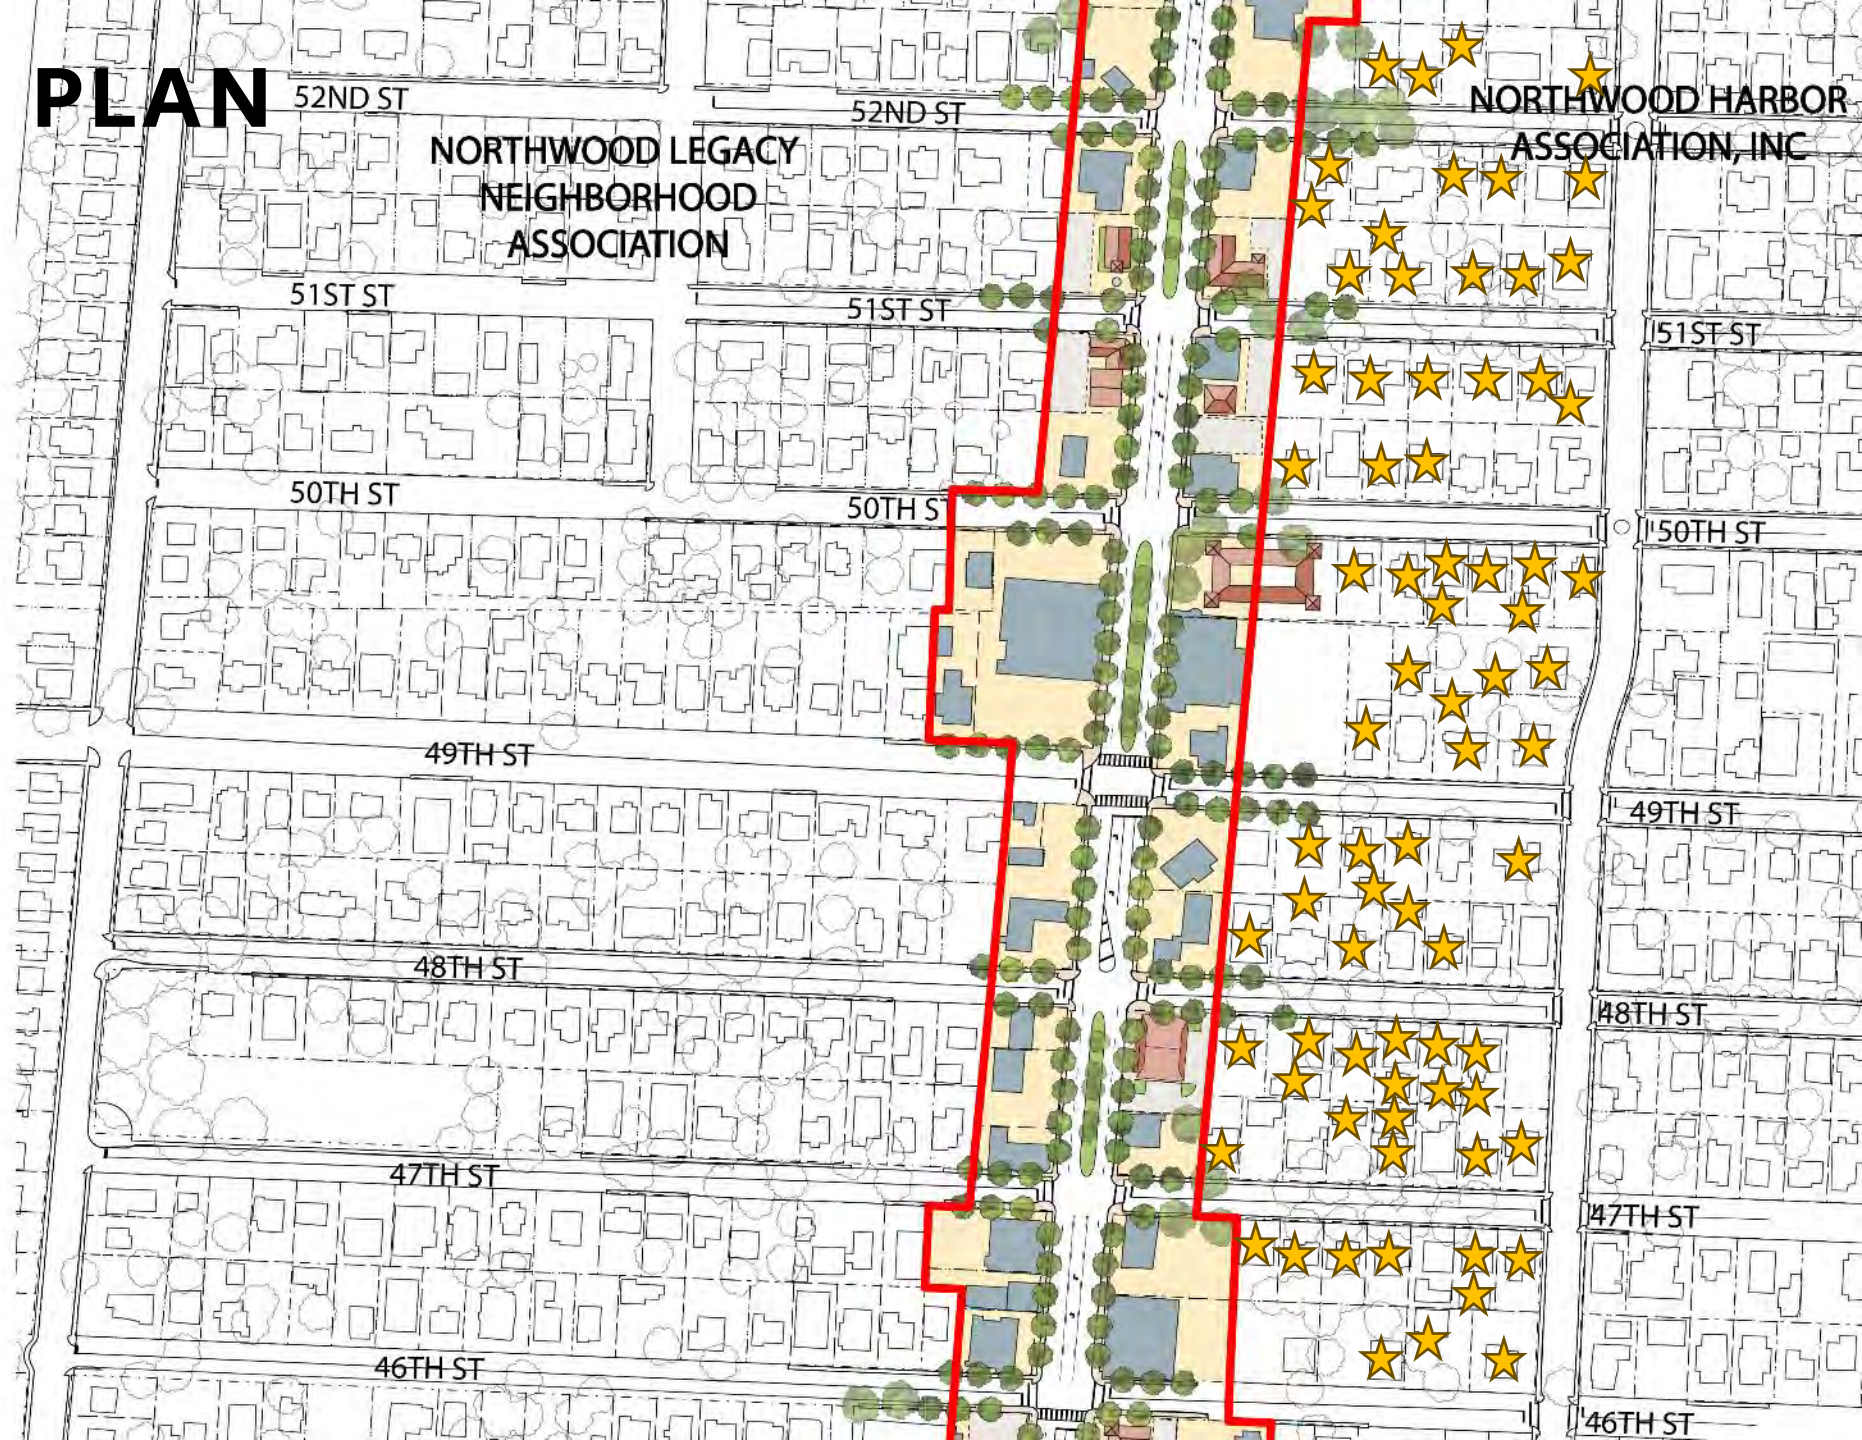 PLAN
52ND ST
52ND ST
NORTHWOOD HARBOR
ASSOCIATION, INC
NORTHWOOD LEGACY
NEIGHBORHOOD
ASSOCIATION
51ST ST
51ST ST
51ST ST
50TH ST
50TH ST
50TH ST
49TH ST
49TH ST
48TH ST
48TH ST
47TH ST
47TH ST
46TH ST
46TH ST